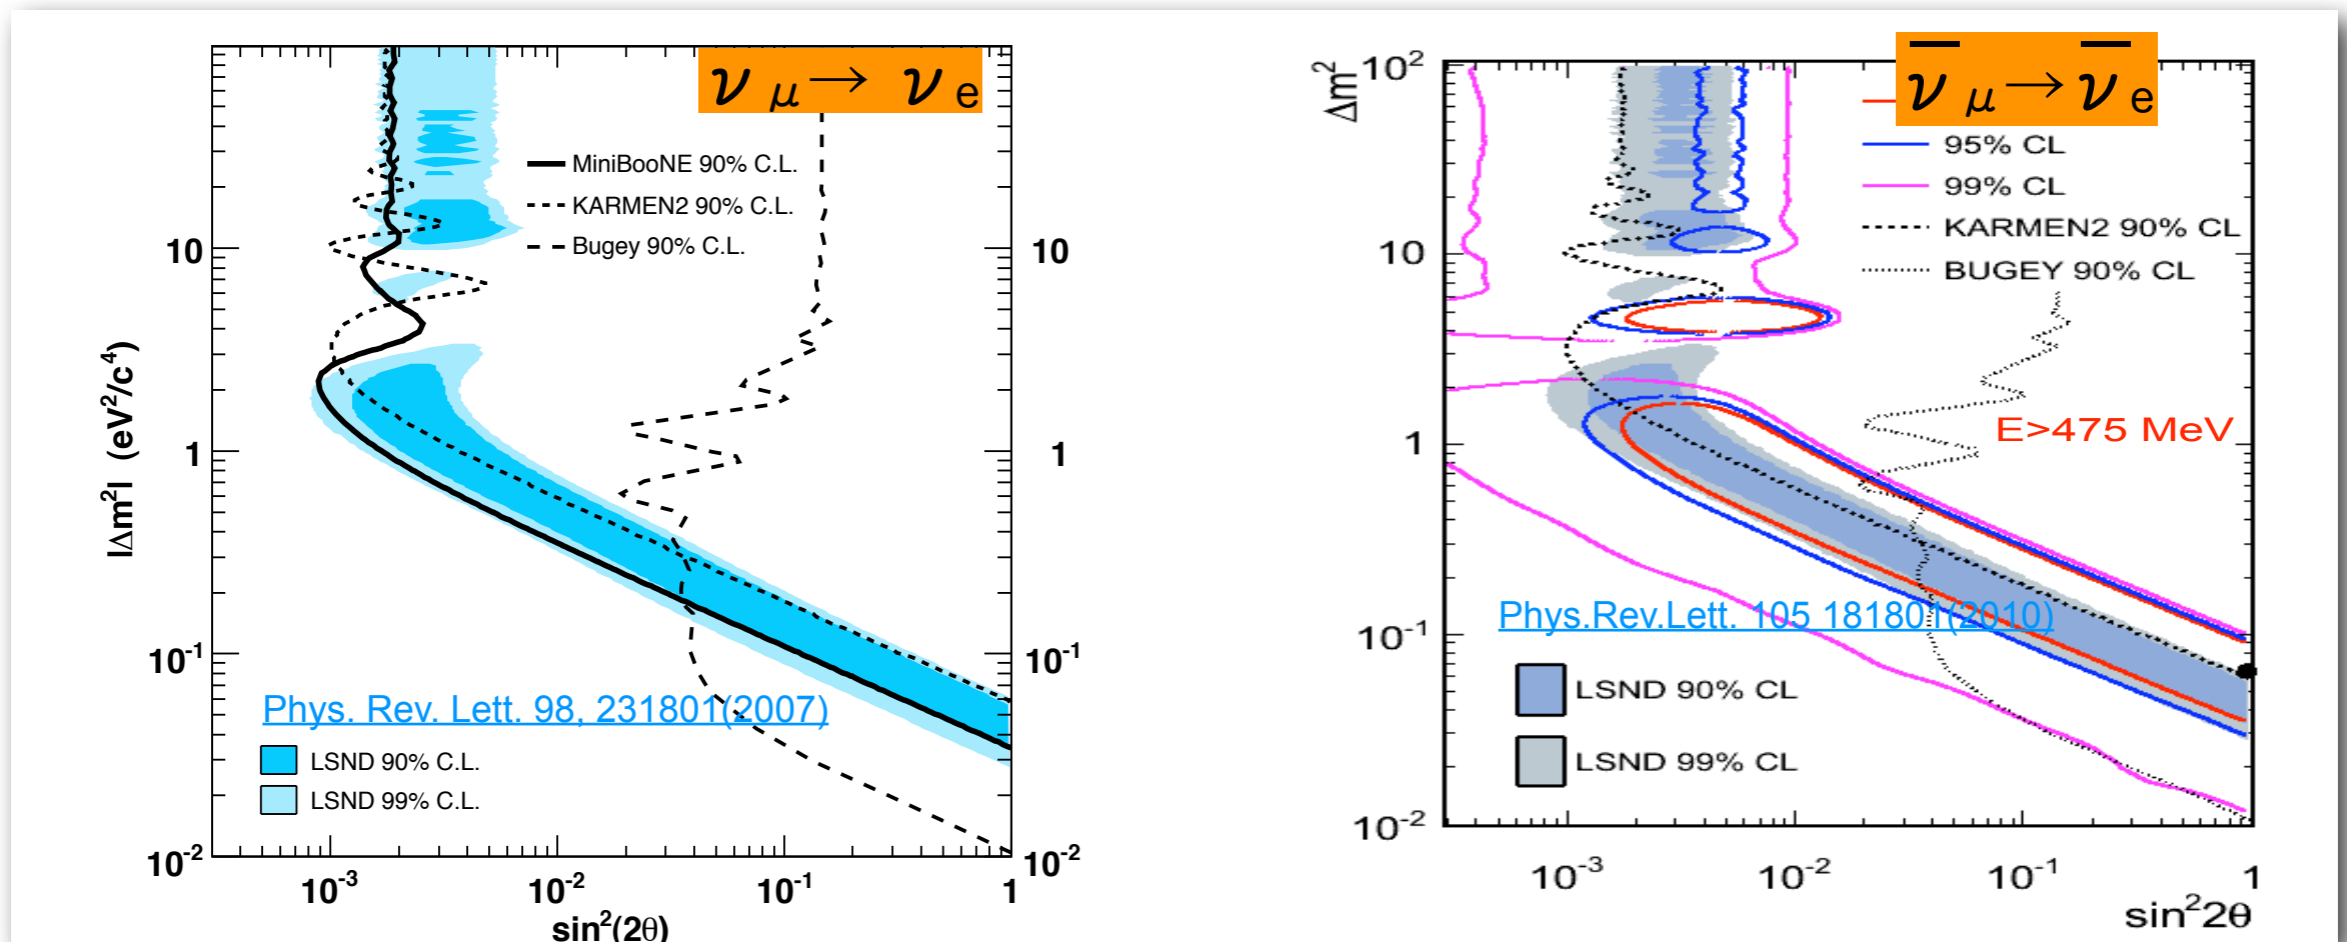 ν μ → ν e
MiniBooNE 90% C.L.
KARMEN2 90% C.L.
Bugey 90% C.L.
10
10
1
1
10⁻¹
10⁻¹
10⁻²
10⁻²
|Δm²| (eV²/c⁴)
Phys. Rev. Lett. 98, 231801(2007)
LSND 90% C.L.
LSND 99% C.L.
10⁻³
10⁻²
10⁻¹
1
sin²(2θ)
ν̅ μ → ν̅ e
Δm²
10²
10
1
10⁻¹
10⁻²
95% CL
99% CL
KARMEN2 90% CL
BUGEY 90% CL
E>475 MeV
Phys.Rev.Lett. 105 181801(2010)
LSND 90% CL
LSND 99% CL
10⁻³
10⁻²
10⁻¹
1
sin²2θ